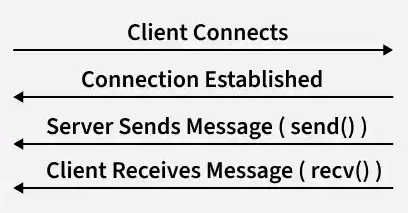 Client Connects
Connection Established
Server Sends Message ( send() )
Client Receives Message ( recv() )